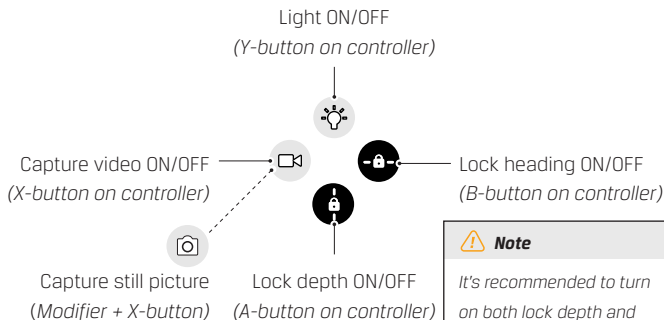 Light ON/OFF
(Y-button on controller)
Capture video ON/OFF
(X-button on controller)
Lock heading ON/OFF
(B-button on controller)
Capture still picture
(Modifier + X-button)
Lock depth ON/OFF
(A-button on controller)
Note
It's recommended to turn
on both lock depth and